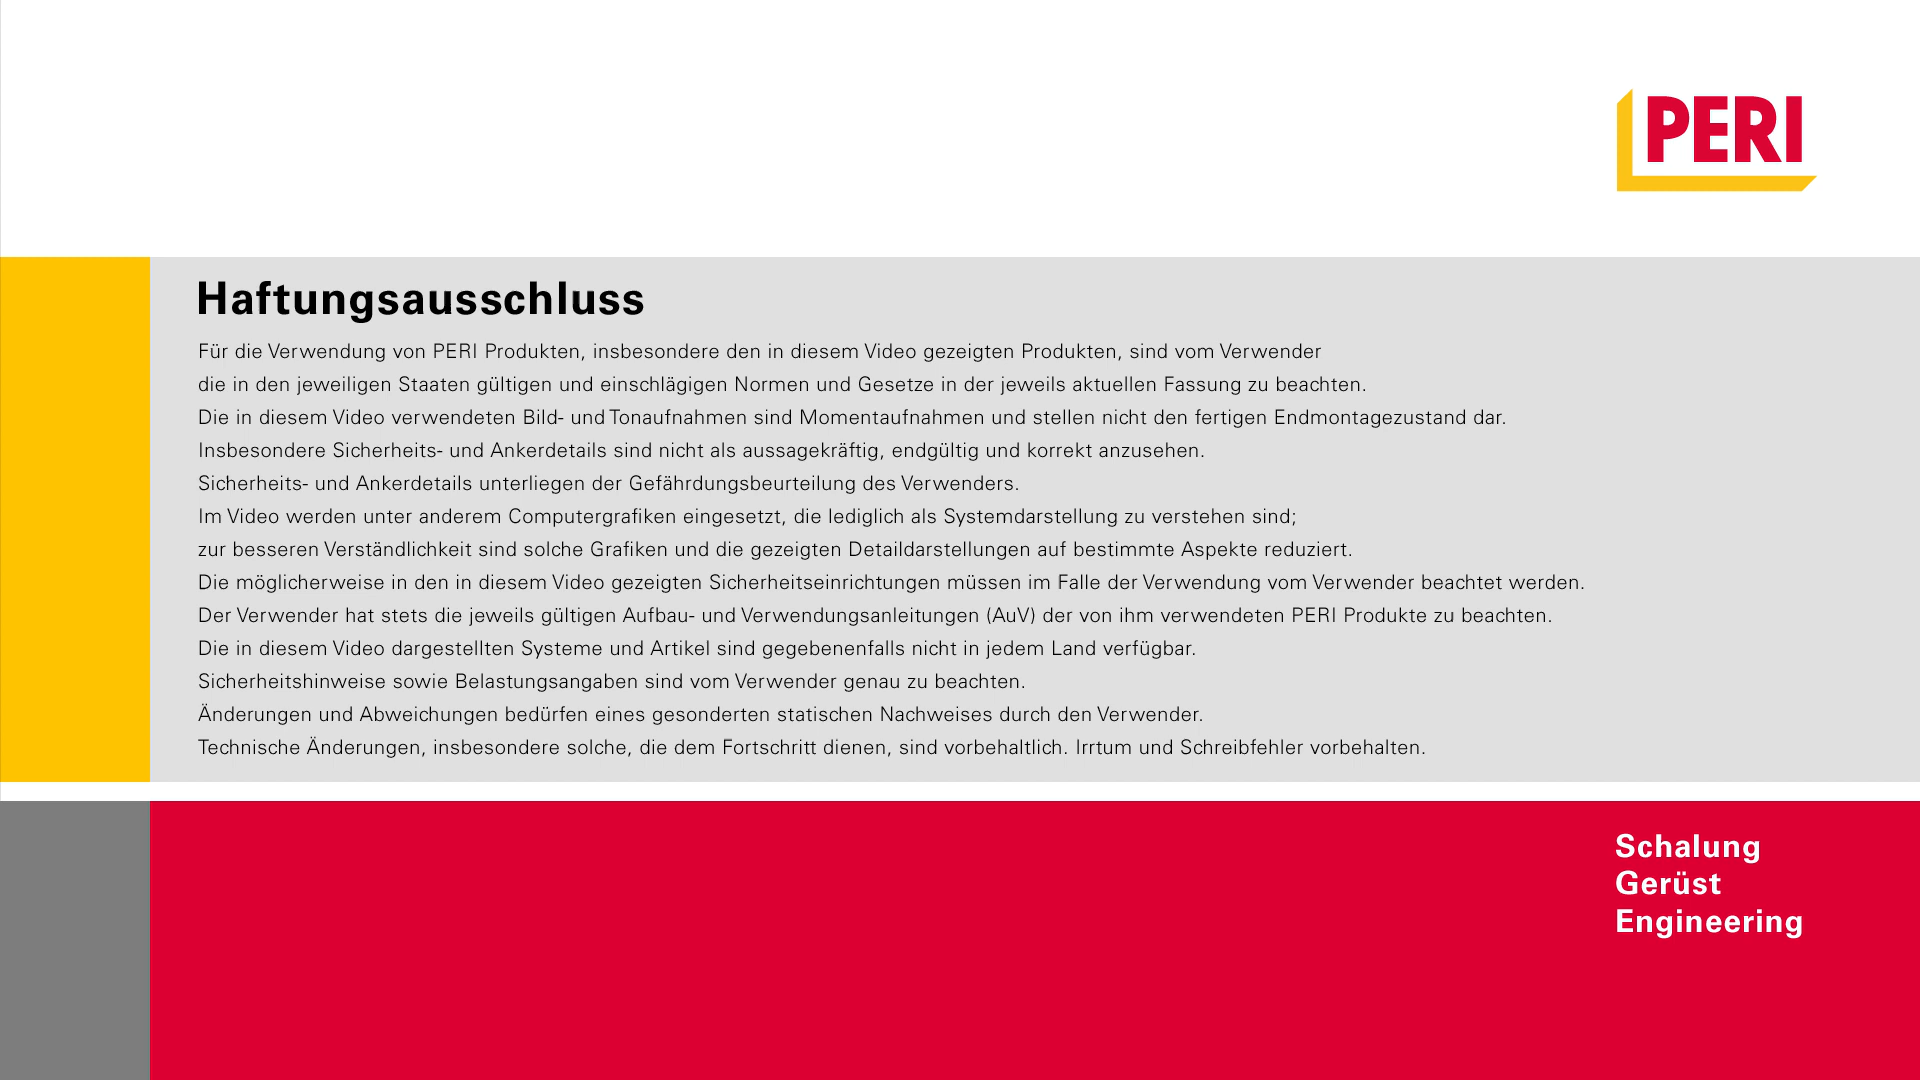 PERI
Haftungsausschluss
Für die Verwendung von PERI Produkten, insbesondere den in diesem Video gezeigten Produkten, sind vom Verwender
die in den jeweiligen Staaten gültigen und einschlägigen Normen und Gesetze in der jeweils aktuellen Fassung zu beachten.
Die in diesem Video verwendeten Bild- und Tonaufnahmen sind Momentaufnahmen und stellen nicht den fertigen Endmontagezustand dar.
Insbesondere Sicherheits- und Ankerdetails sind nicht als aussagekräftig, endgültig und korrekt anzusehen.
Sicherheits- und Ankerdetails unterliegen der Gefährdungsbeurteilung des Verwenders.
Im Video werden unter anderem Computergrafiken eingesetzt, die lediglich als Systemdarstellung zu verstehen sind;
zur besseren Verständlichkeit sind solche Grafiken und die gezeigten Detaildarstellungen auf bestimmte Aspekte reduziert.
Die möglicherweise in den in diesem Video gezeigten Sicherheitseinrichtungen müssen im Falle der Verwendung vom Verwender beachtet werden.
Der Verwender hat stets die jeweils gültigen Aufbau- und Verwendungsanleitungen (AuV) der von ihm verwendeten PERI Produkte zu beachten.
Die in diesem Video dargestellten Systeme und Artikel sind gegebenenfalls nicht in jedem Land verfügbar.
Sicherheitshinweise sowie Belastungsangaben sind vom Verwender genau zu beachten.
Änderungen und Abweichungen bedürfen eines gesonderten statischen Nachweises durch den Verwender.
Technische Änderungen, insbesondere solche, die dem Fortschritt dienen, sind vorbehaltlich. Irrtum und Schreibfehler vorbehalten.
Schalung
Gerüst
Engineering